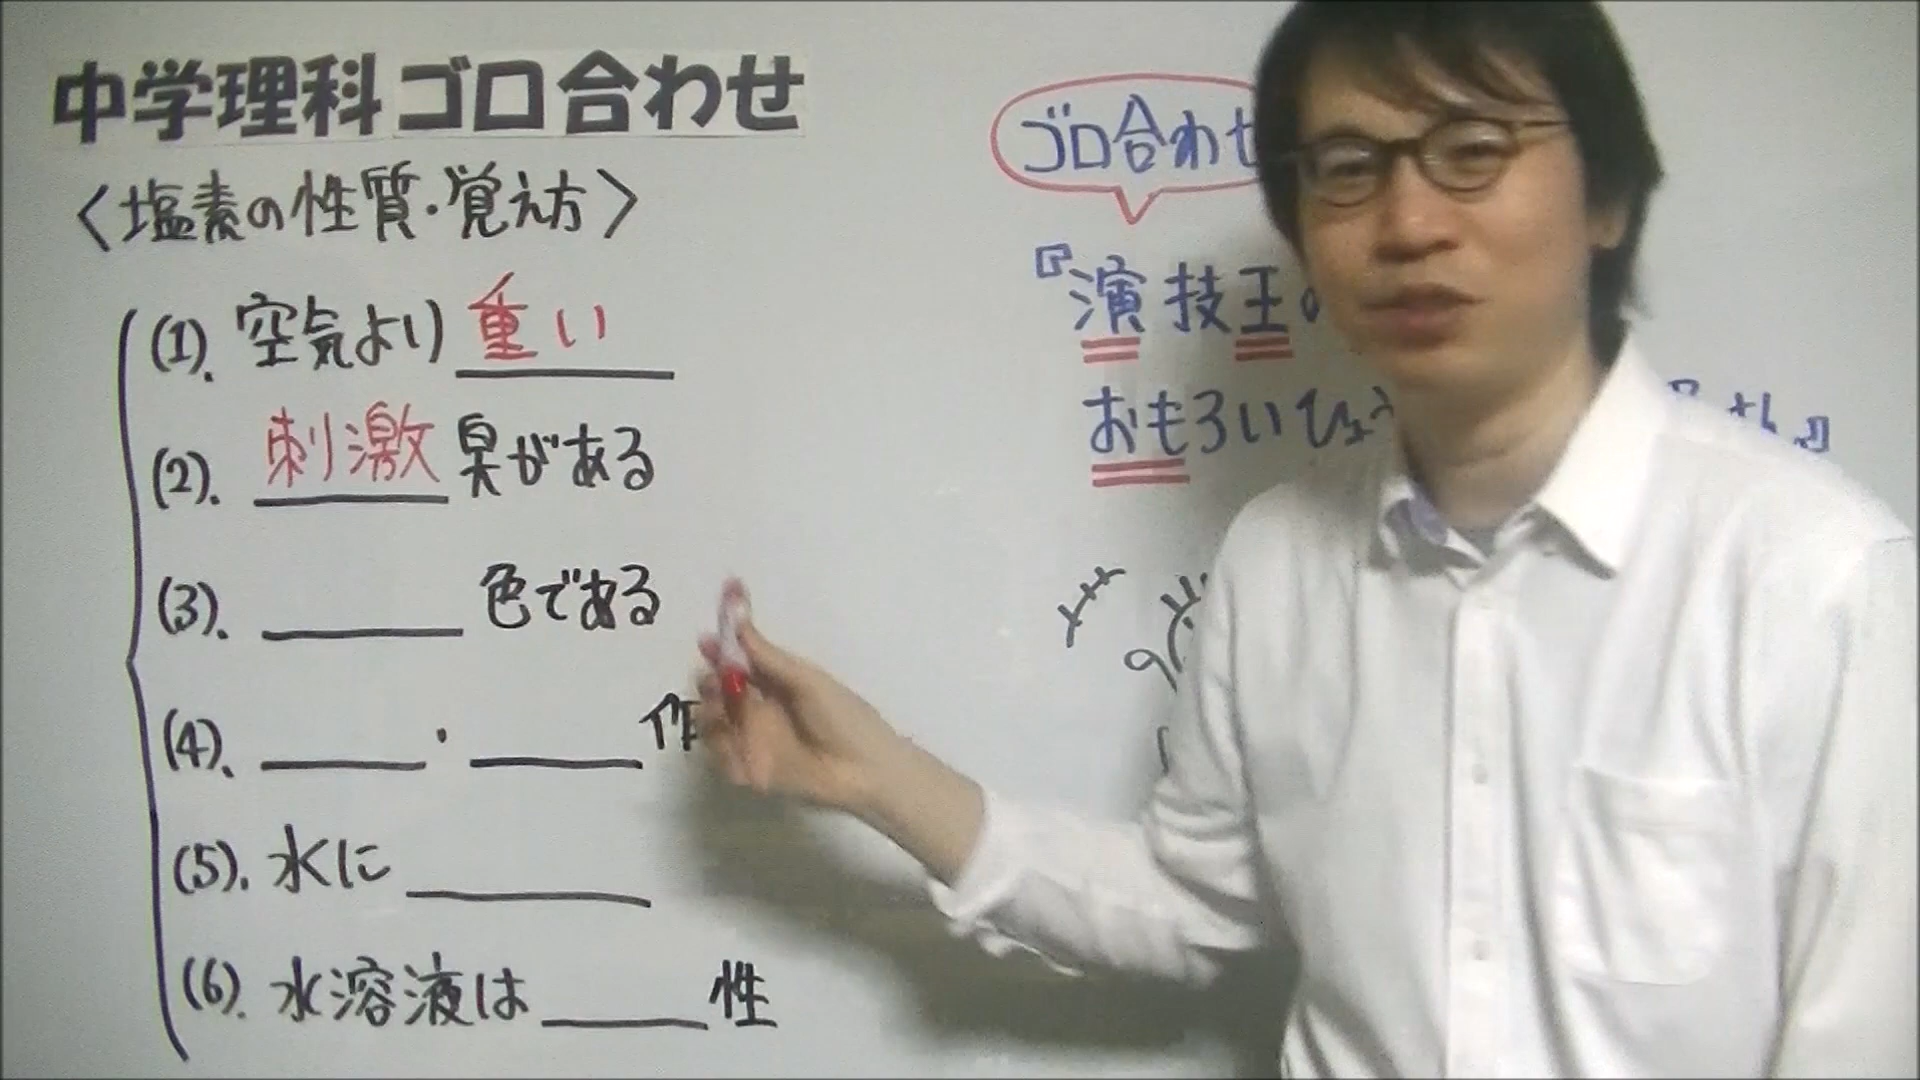 中学理科ゴロ合わせ
〈塩素の性質・覚え方〉
(1). 空気より 重い
(2). 刺激 臭がある
(3). 色である
(4). ・ 作
(5). 水に
(6). 水溶液は 性
ゴロ合わせ
『演技王の
おもろいひょう